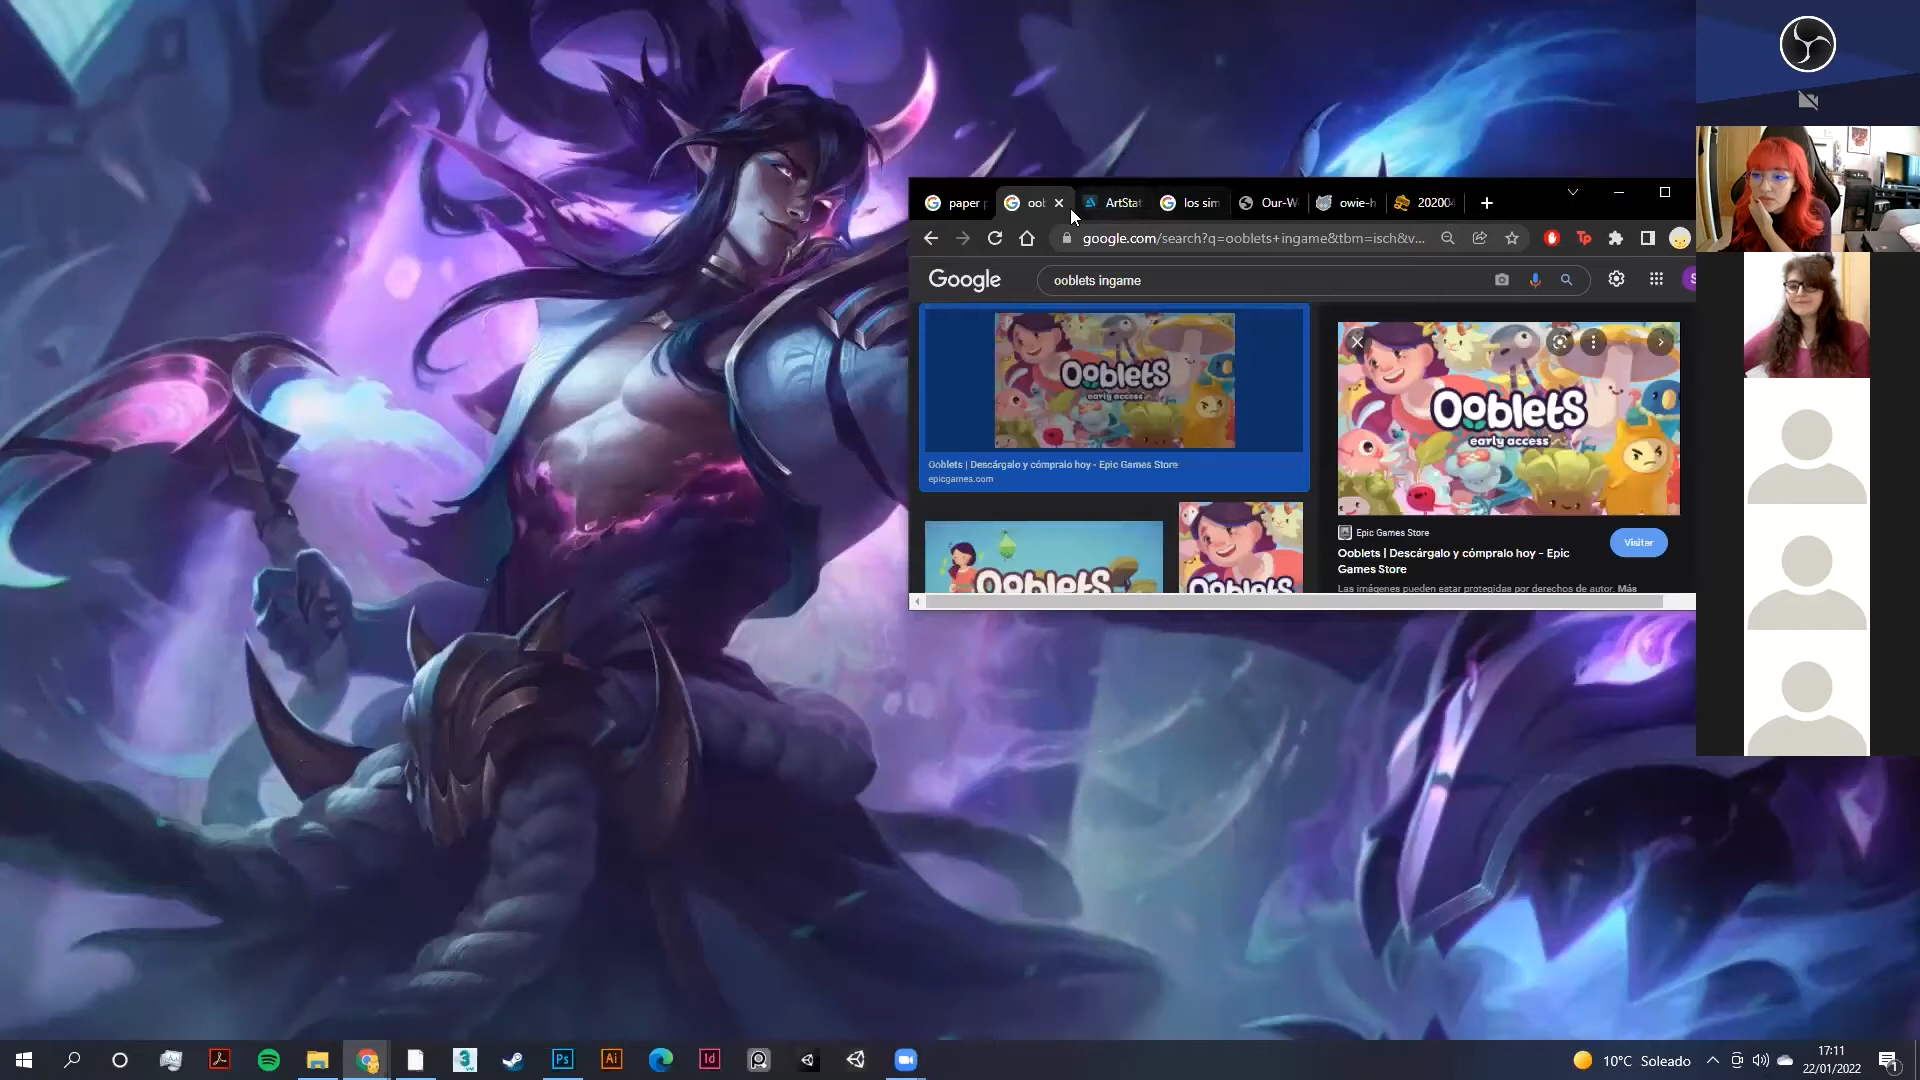 paper
oob
ArtStat
los sim
Our-W
owie-h
20200
google.com/search?q=ooblets+ingame&tbm=isch&v...
Google
ooblets ingame
Ooblets
early access
Ooblets | Descárgalo y cómpralo hoy - Epic Games Store
epicgames.com
Ooblets
Ooblets
Ooblets
early access
Epic Games Store
Ooblets | Descárgalo y cómpralo hoy - Epic
Games Store
Visitar
Las imágenes pueden estar protegidas por derechos de autor. Más
10°C Soleado
17:11
22/01/2022